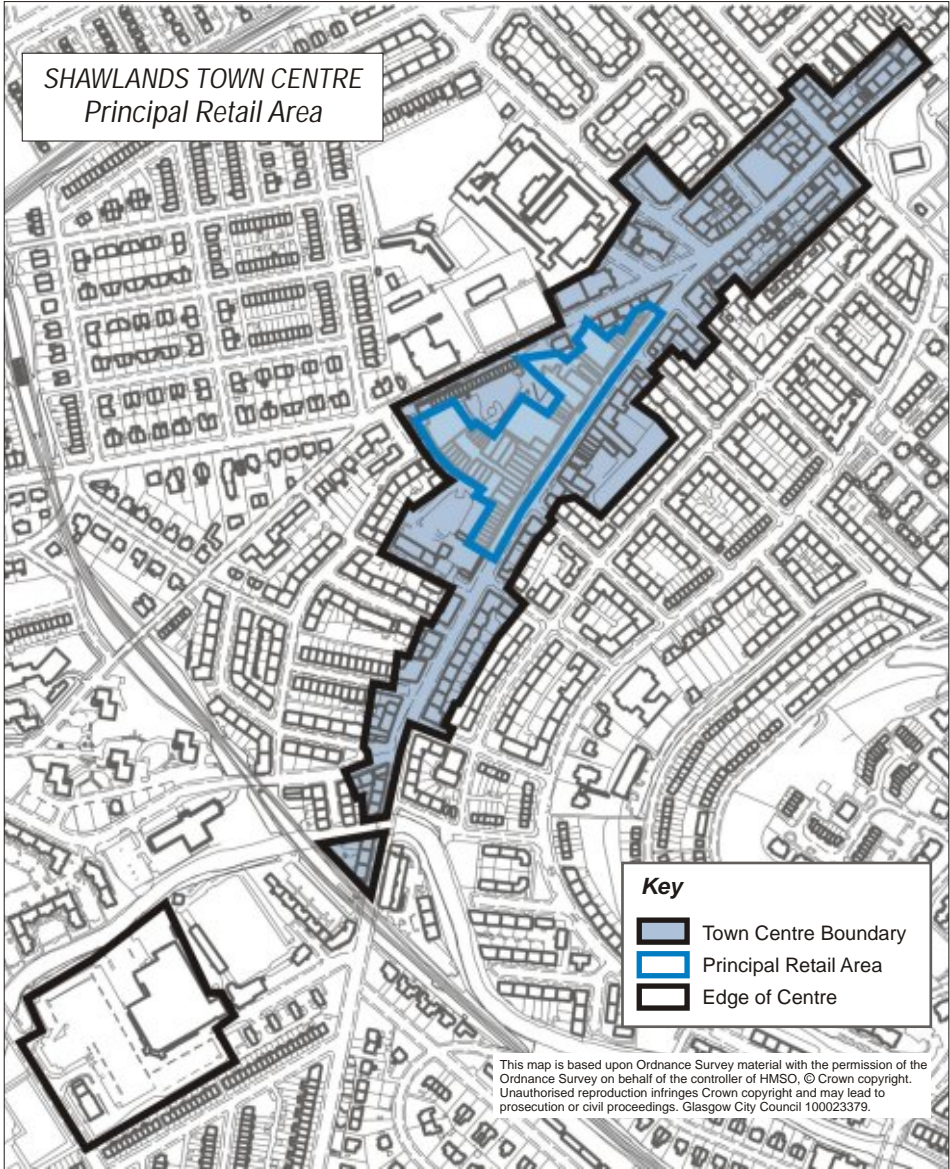 SHAWLANDS TOWN CENTRE
Principal Retail Area
Key
Town Centre Boundary
Principal Retail Area
Edge of Centre
This map is based upon Ordnance Survey material with the permission of the
Ordnance Survey on behalf of the controller of HMSO, © Crown copyright.
Unauthorised reproduction infringes Crown copyright and may lead to
prosecution or civil proceedings. Glasgow City Council 100023379.